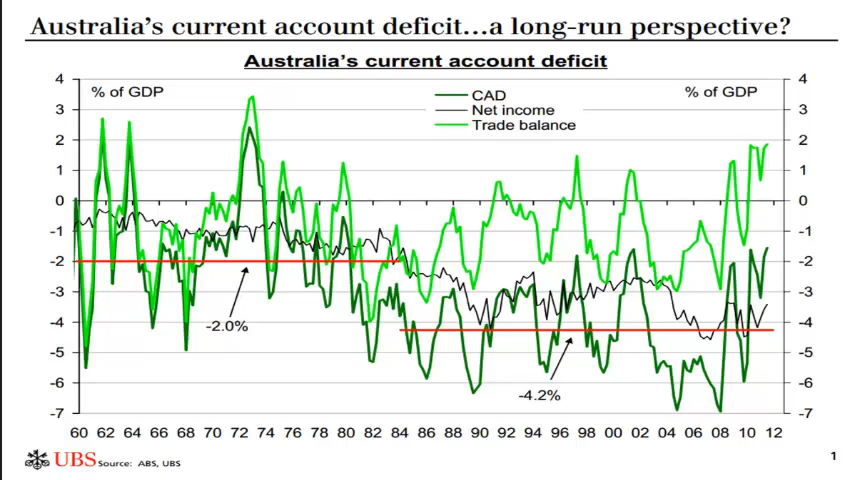 Australia's current account deficit…a long-run perspective?
Australia's current account deficit
4 4
% of GDP % of GDP
CAD
Net income
Trade balance
3 3
2 2
1 1
0 0
-1 -1
-2 -2
-3 -3
-4 -4
-2.0%
-5 -5
-4.2%
-6 -6
-7 -7
60 62 64 66 68 70 72 74 76 78 80 82 84 86 88 90 92 94 96 98 00 02 04 06 08 10 12
UBS Source: ABS, UBS
1